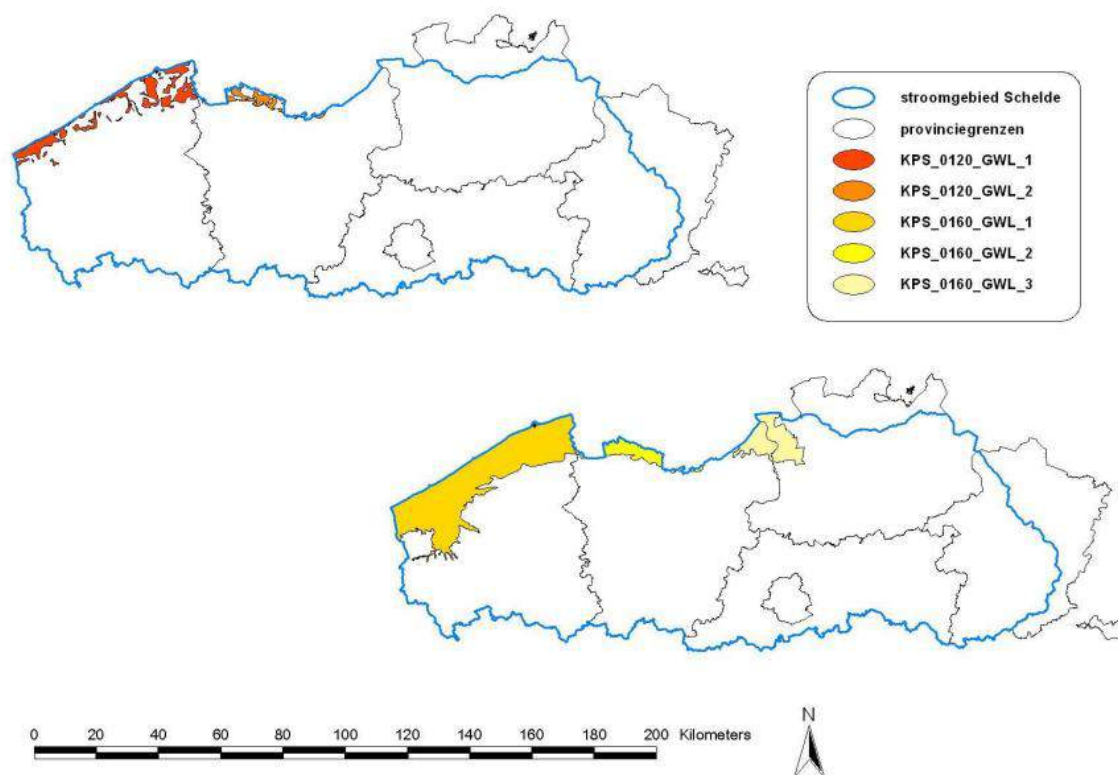 stroomgebied Schelde
provinciegrenzen
KPS_0120_GWL_1
KPS_0120_GWL_2
KPS_0160_GWL_1
KPS_0160_GWL_2
KPS_0160_GWL_3
0 20 40 60 80 100 120 140 160 180 200 Kilometers
N